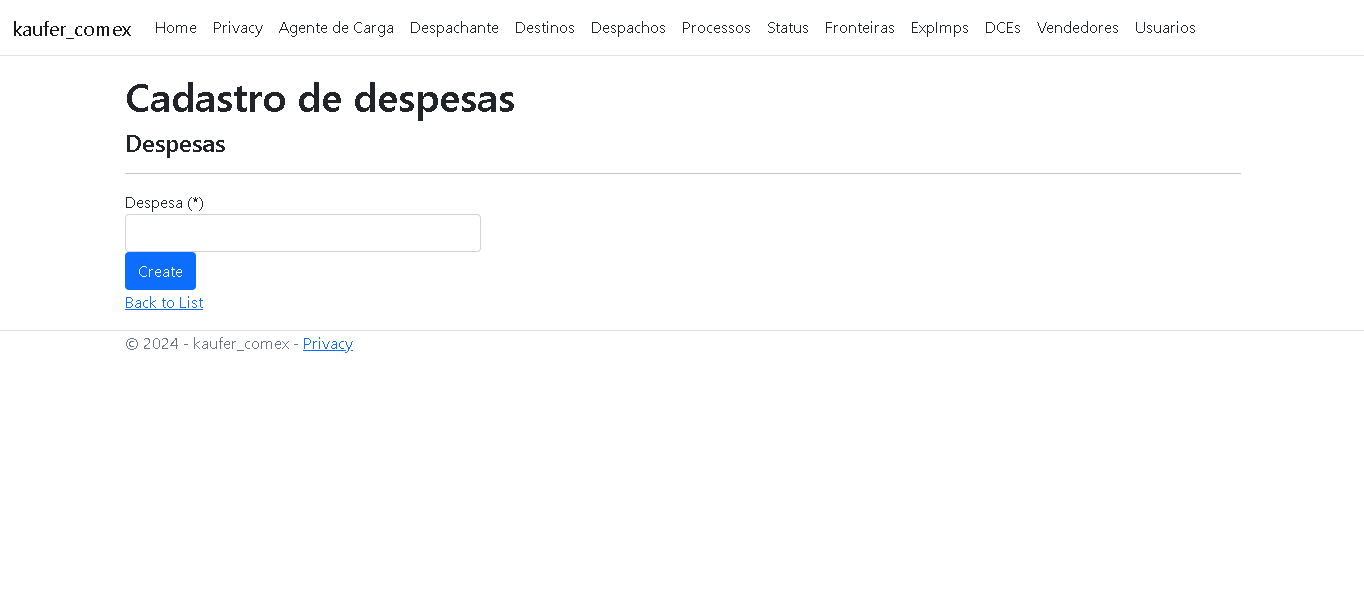 kaufer_comex Home Privacy Agente de Carga Despachante Destinos Despachos Processos Status Fronteiras ExpImps DCEs Vendedores Usuarios
Cadastro de despesas
Despesas
Despesa (*)
Create
Back to List
© 2024 - kaufer_comex - Privacy